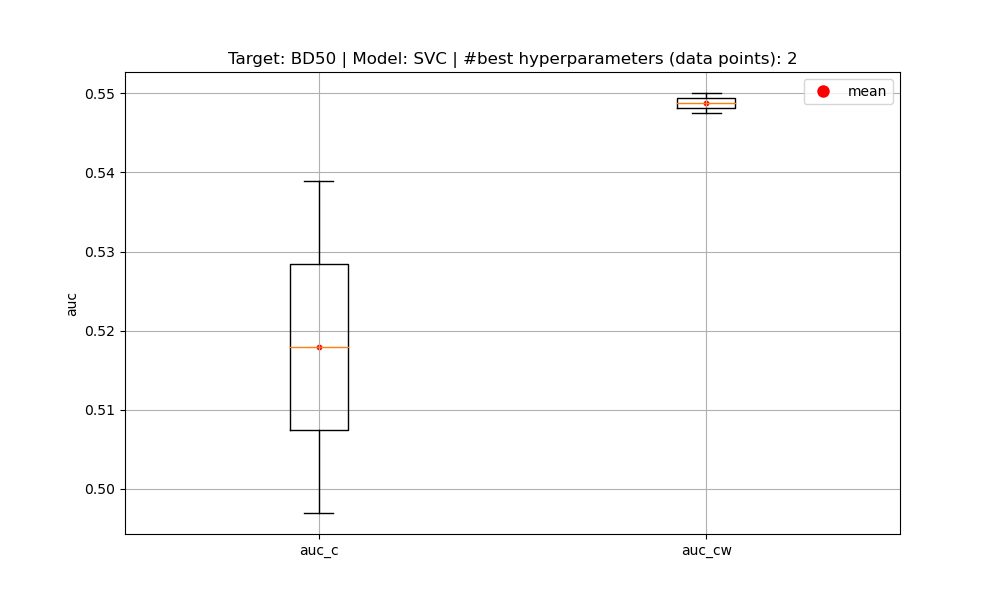 Target: BD50 | Model: SVC | #best hyperparameters (data points): 2
mean
auc
0.55
0.54
0.53
0.52
0.51
0.50
auc_c
auc_cw